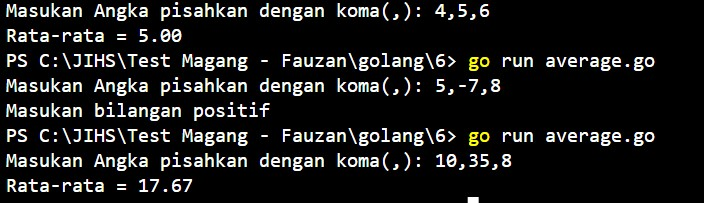 Masukan Angka pisahkan dengan koma(,): 4,5,6
Rata-rata = 5.00
PS C:\JIHS\Test Magang - Fauzan\golang\6> go run average.go
Masukan Angka pisahkan dengan koma(,): 5,-7,8
Masukan bilangan positif
PS C:\JIHS\Test Magang - Fauzan\golang\6> go run average.go
Masukan Angka pisahkan dengan koma(,): 10,35,8
Rata-rata = 17.67